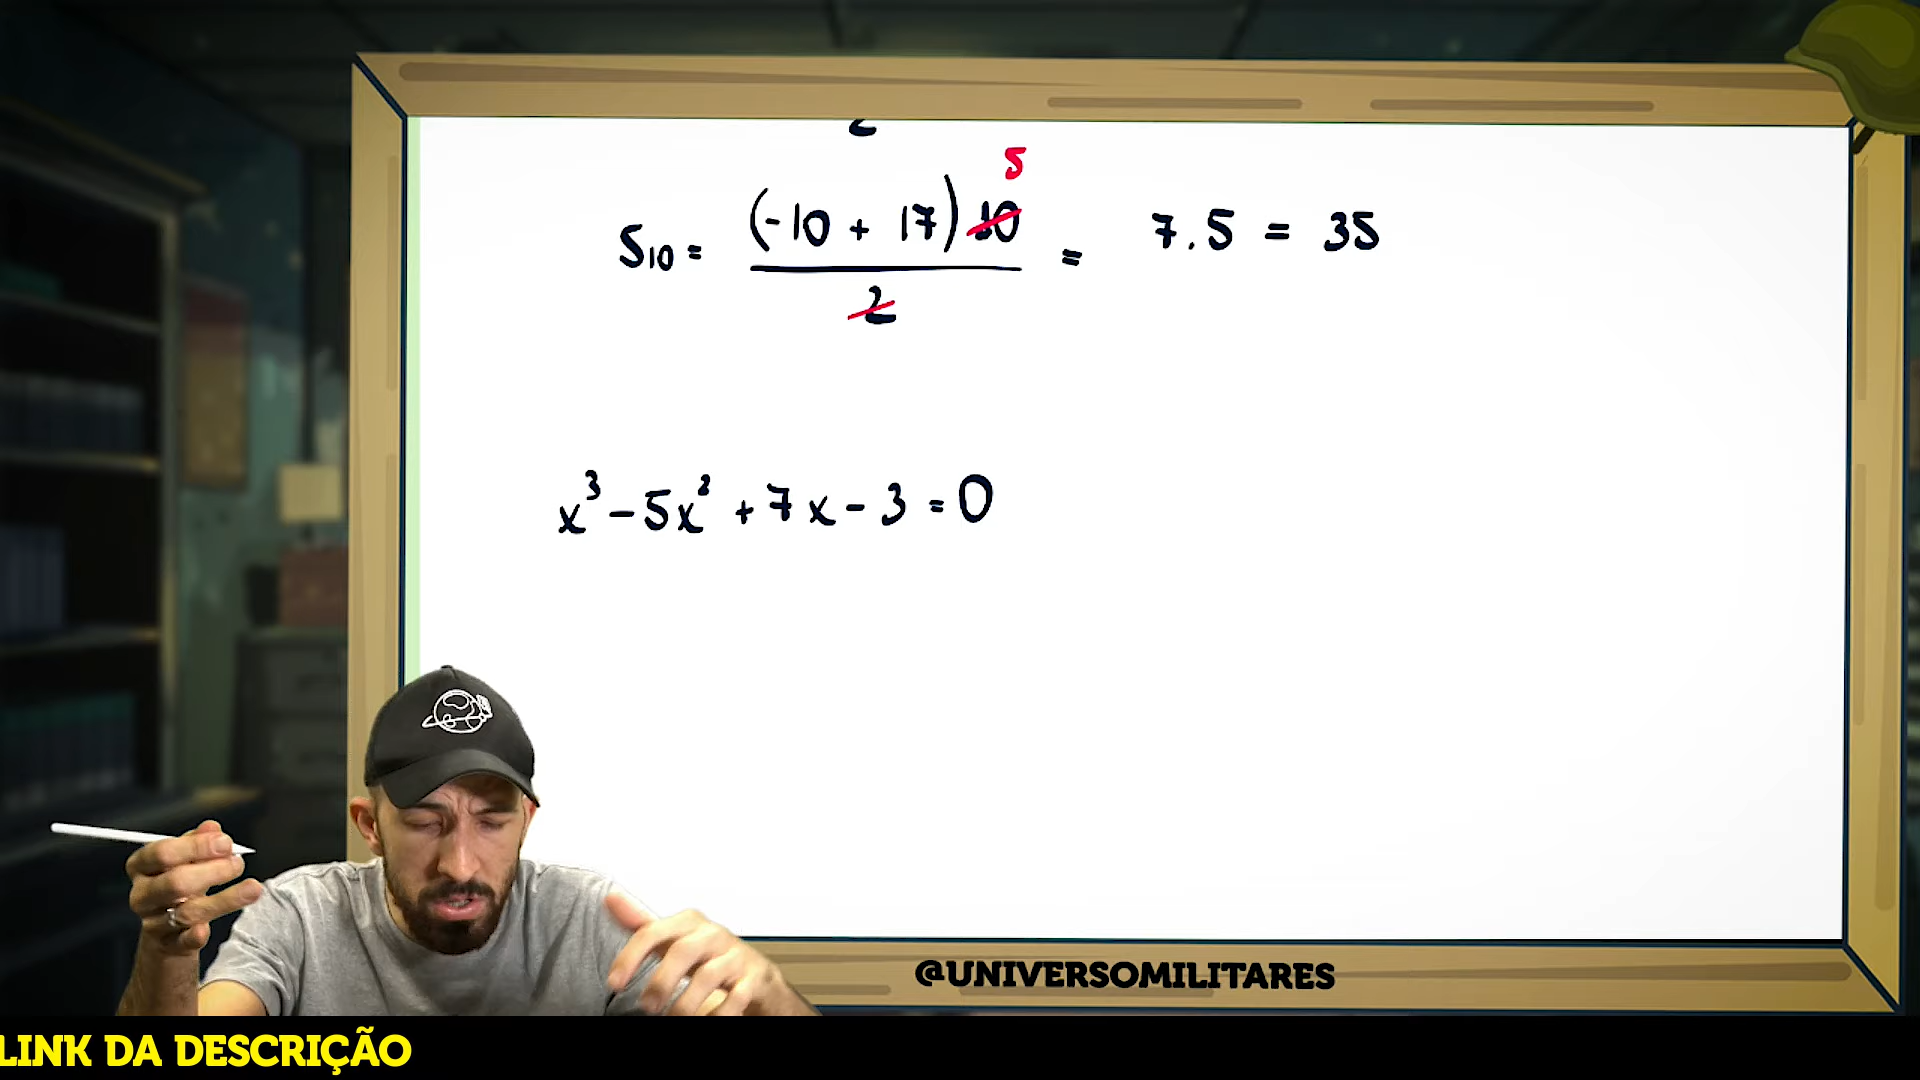 5
S10 = (-10 + 17) 10 / 2 = 7.5 = 35
x³ - 5x² + 7x - 3 = 0
@UNIVERSOMILITARES
LINK DA DESCRIÇÃO